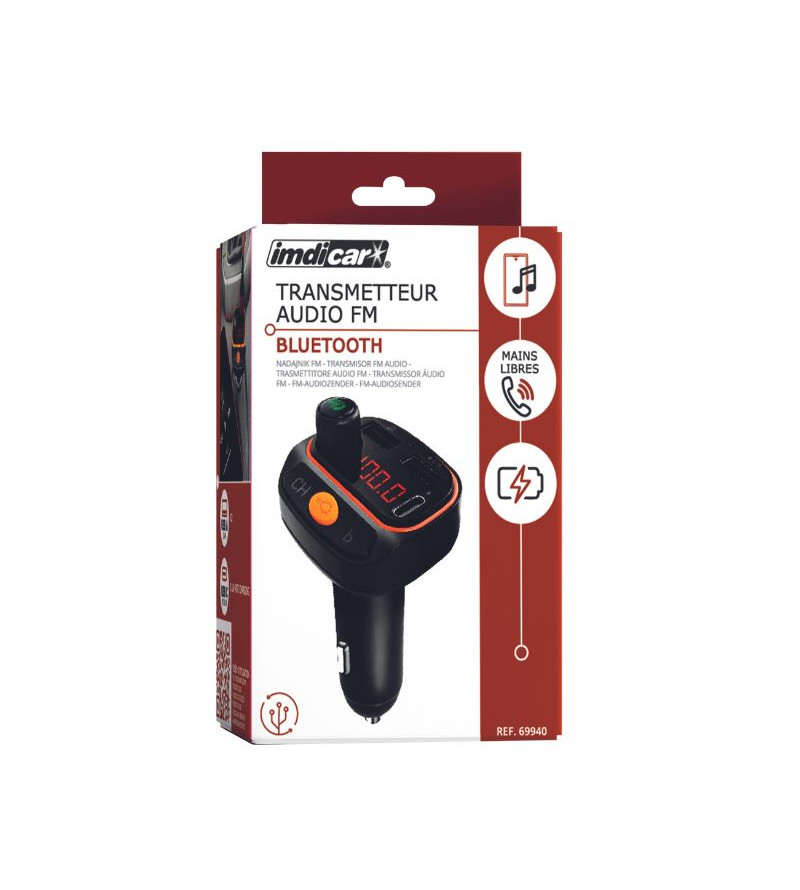 imdicar®
TRANSMETTEUR
AUDIO FM
BLUETOOTH
NADAJNIK FM - TRANSMISOR FM AUDIO -
TRASMETTITORE AUDIO FM - TRANSMISSOR ÁUDIO
FM - FM-AUDIOZENDER - FM-AUDIOSENDER
MAINS
LIBRES
CH
100.0
REF. 69940